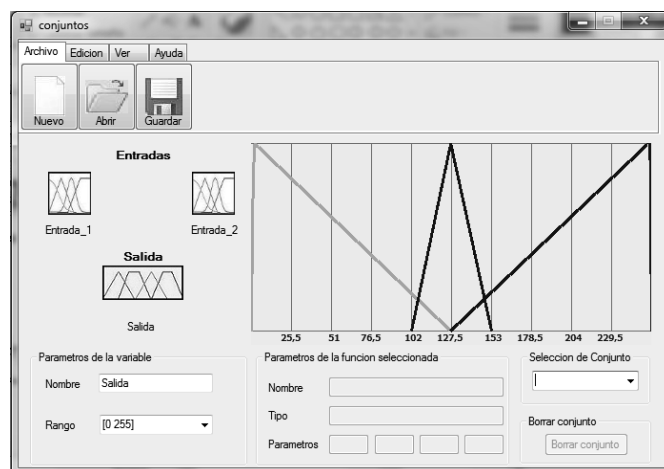 conjuntos
Archivo Edicion Ver Ayuda
Nuevo Abrir Guardar
Entradas
Entrada_1 Entrada_2
Salida
Salida
25,5 51 76,5 102 127,5 153 178,5 204 229,5
Parametros de la variable
Nombre Salida
Rango [0 255]
Parametros de la funcion seleccionada
Nombre
Tipo
Parametros
Seleccion de Conjunto
Borrar conjunto
Borrar conjunto